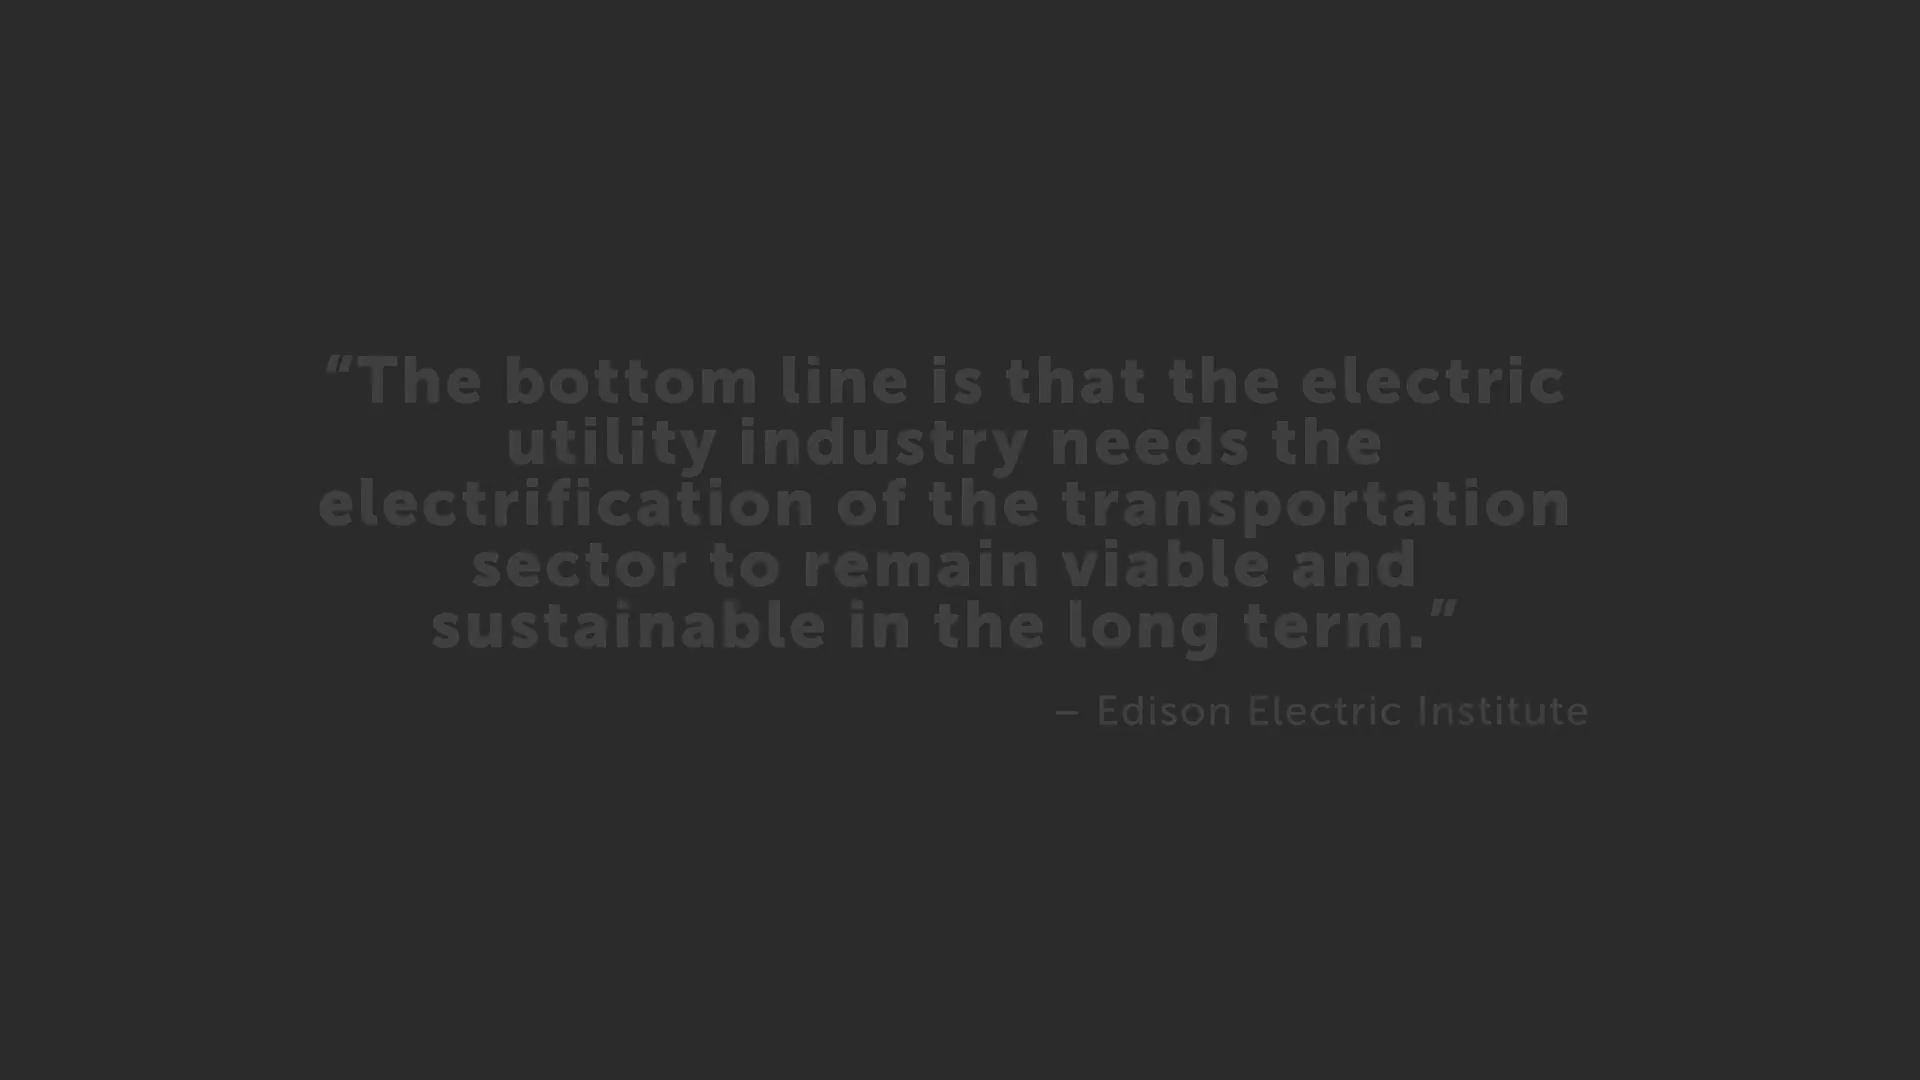 “The bottom line is that the electric
utility industry needs the
electrification of the transportation
sector to remain viable and
sustainable in the long term.”
– Edison Electric Institute